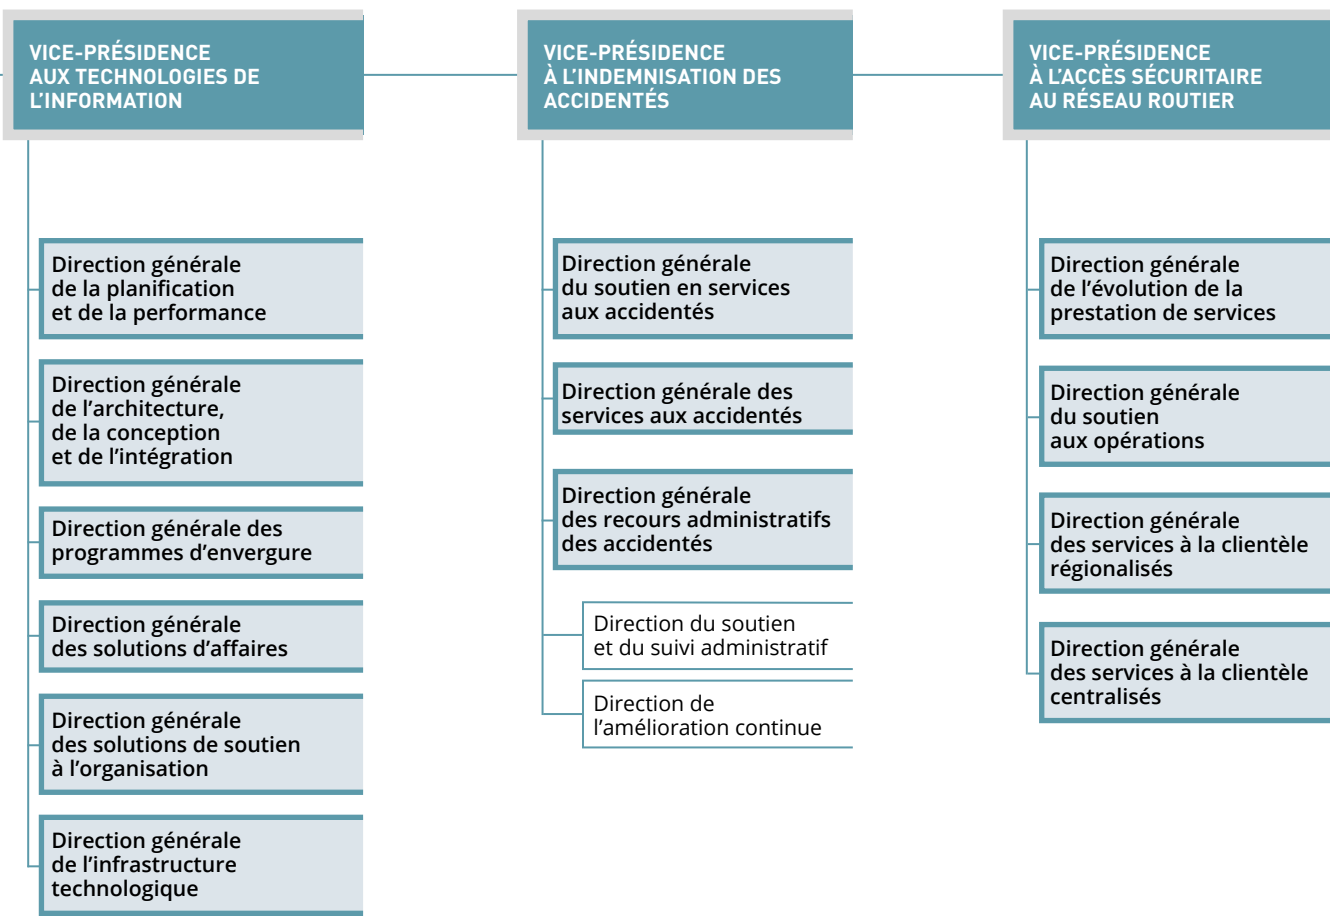 VICE-PRÉSIDENCE
AUX TECHNOLOGIES DE
L'INFORMATION
Direction générale
de la planification
et de la performance
Direction générale
de l'architecture,
de la conception
et de l'intégration
Direction générale des
programmes d'envergure
Direction générale
des solutions d'affaires
Direction générale
des solutions de soutien
à l'organisation
Direction générale
de l'infrastructure
technologique
VICE-PRÉSIDENCE
À L'INDEMNISATION DES
ACCIDENTÉS
Direction générale
du soutien en services
aux accidentés
Direction générale des
services aux accidentés
Direction générale
des recours administratifs
des accidentés
Direction du soutien
et du suivi administratif
Direction de
l'amélioration continue
VICE-PRÉSIDENCE
À L'ACCÈS SÉCURITAIRE
AU RÉSEAU ROUTIER
Direction générale
de l'évolution de la
prestation de services
Direction générale
du soutien
aux opérations
Direction générale
des services à la clientèle
régionalisés
Direction générale
des services à la clientèle
centralisés